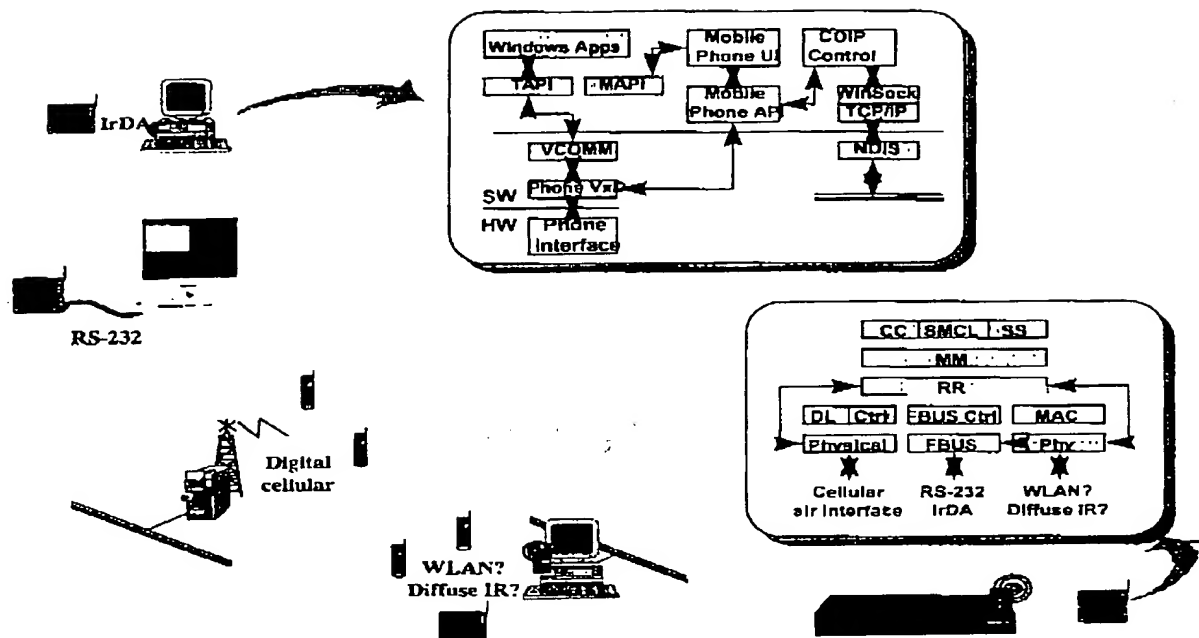 Windows Apps
TAPI
MAPI
Mobile
Phone UI
Mobile
Phone API
COIP
Control
WinSock
TCP/IP
VCOMM
NDIS
Phone VxD
SW
HW
Phone
Interface
IrDA
RS-232
CC SMCL SS
MM
RR
DL Ctrl FBUS Ctrl MAC
Physical FBUS Phy
Cellular
air interface
RS-232
IrDA
WLAN?
Diffuse IR?
Digital
cellular
WLAN?
Diffuse IR?